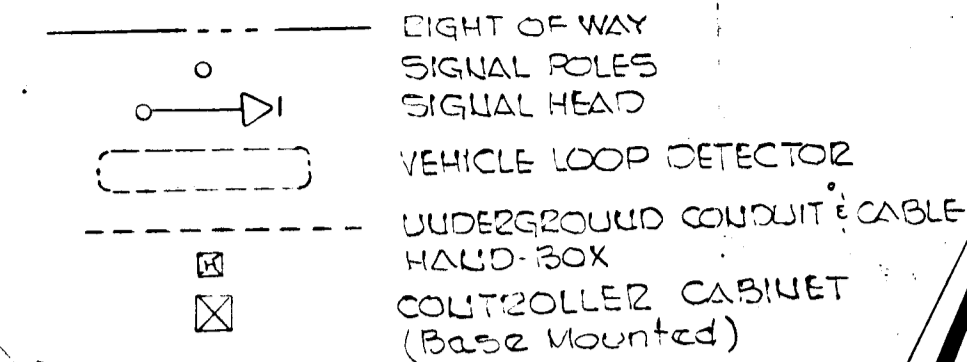 RIGHT OF WAY
SIGNAL POLES
SIGNAL HEAD
VEHICLE LOOP DETECTOR
UNDERGROUND CONDUIT & CABLE
H HAND-BOX
CONTROLLER CABINET
(Base Mounted)